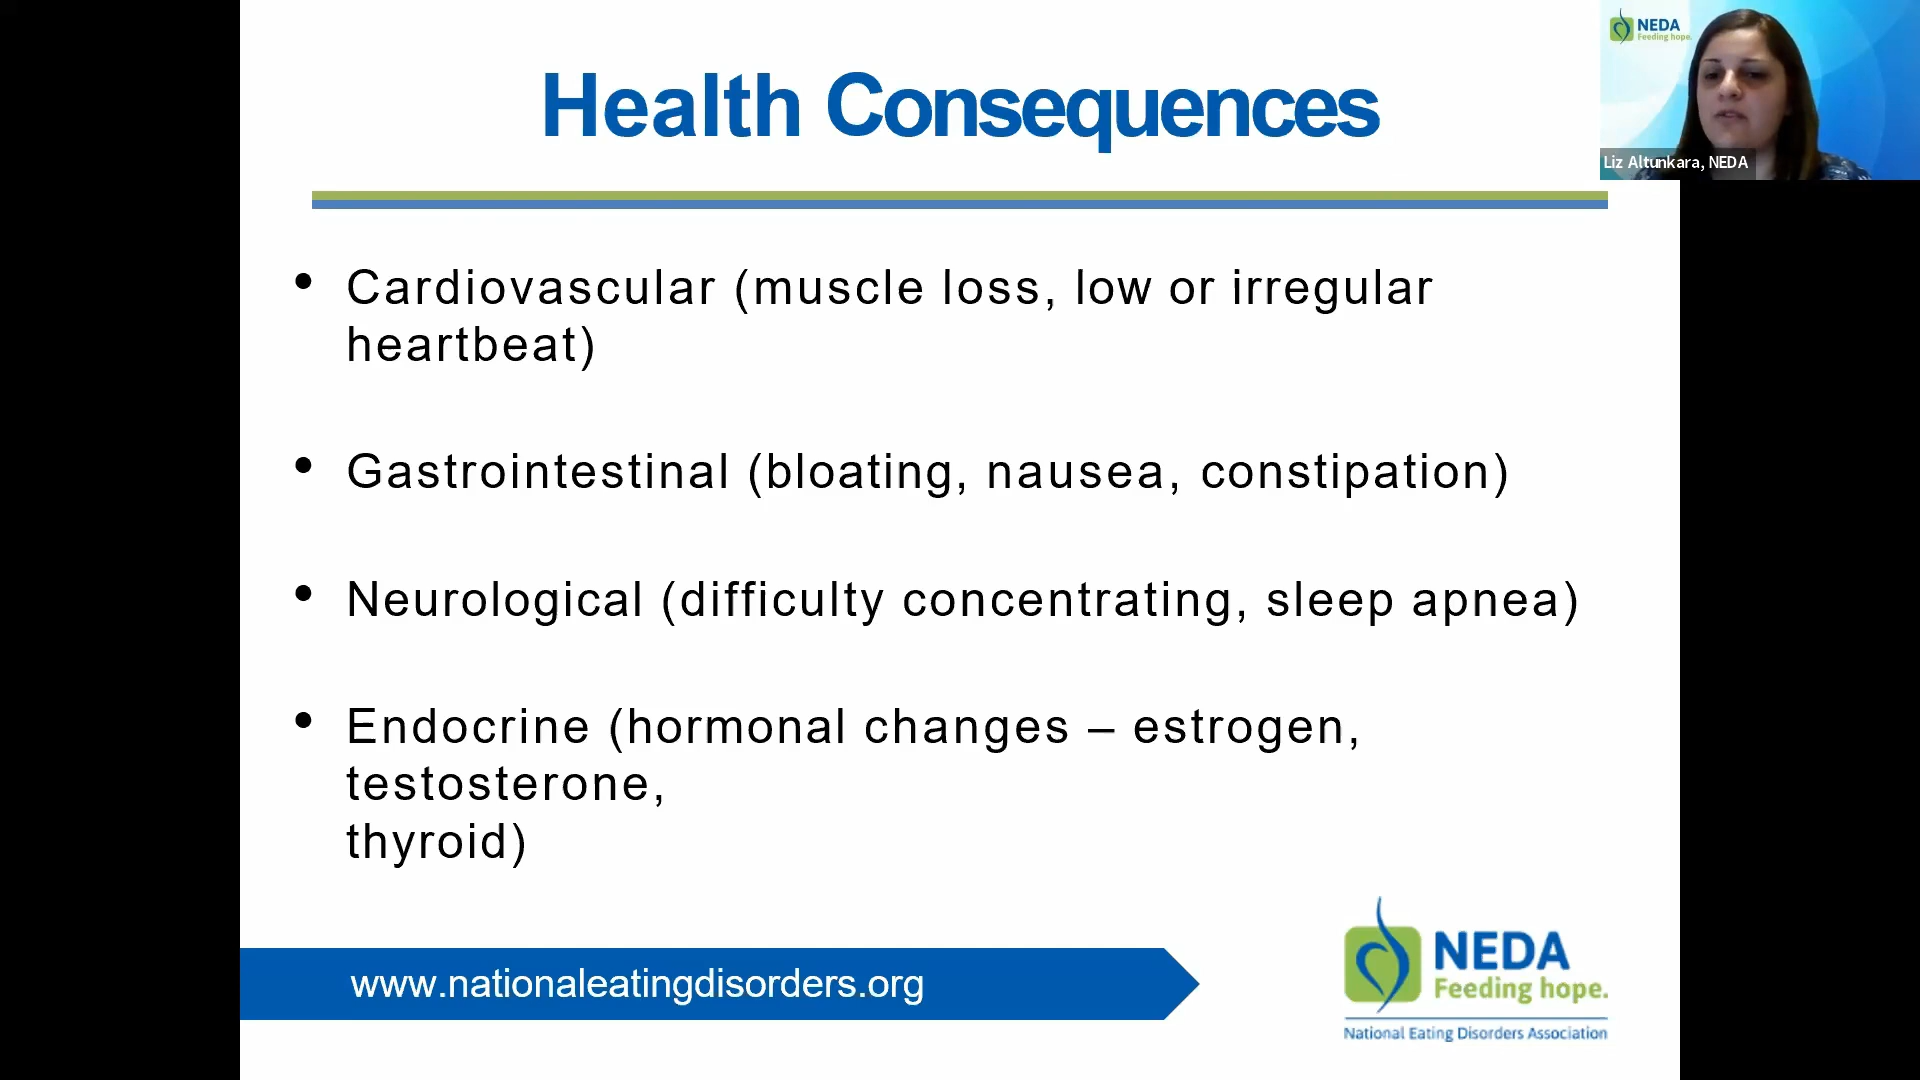 Health Consequences
NEDA
Feeding hope.
Liz Altunkara, NEDA
• Cardiovascular (muscle loss, low or irregular
heartbeat)
• Gastrointestinal (bloating, nausea, constipation)
• Neurological (difficulty concentrating, sleep apnea)
• Endocrine (hormonal changes – estrogen,
testosterone,
thyroid)
www.nationaleatingdisorders.org
NEDA
Feeding hope.
National Eating Disorders Association